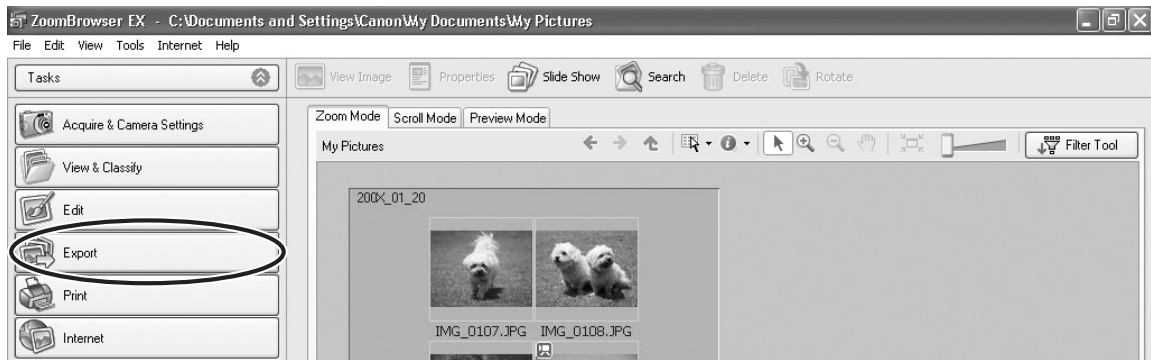 ZoomBrowser EX - C:\Documents and Settings\Canon\My Documents\My Pictures
File Edit View Tools Internet Help
Tasks
View Image Properties Slide Show Search Delete Rotate
Acquire & Camera Settings
View & Classify
Edit
Export
Print
Internet
Zoom Mode Scroll Mode Preview Mode
My Pictures
Filter Tool
200X_01_20
IMG_0107.JPG IMG_0108.JPG